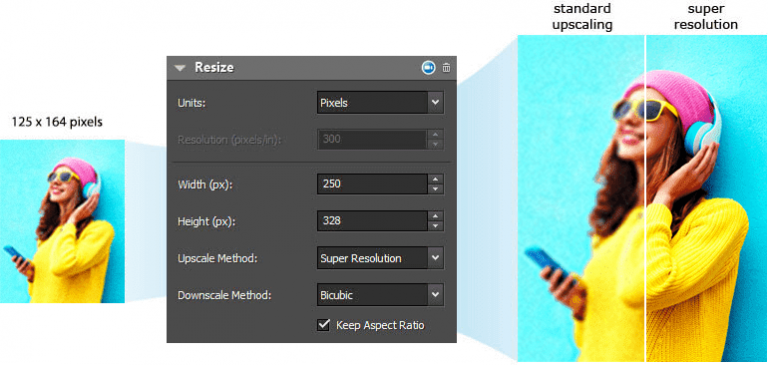 standard upscaling
super resolution
125 x 164 pixels
Resize
Units: Pixels
Resolution (pixels/in): 300
Width (px): 250
Height (px): 328
Upscale Method: Super Resolution
Downscale Method: Bicubic
Keep Aspect Ratio